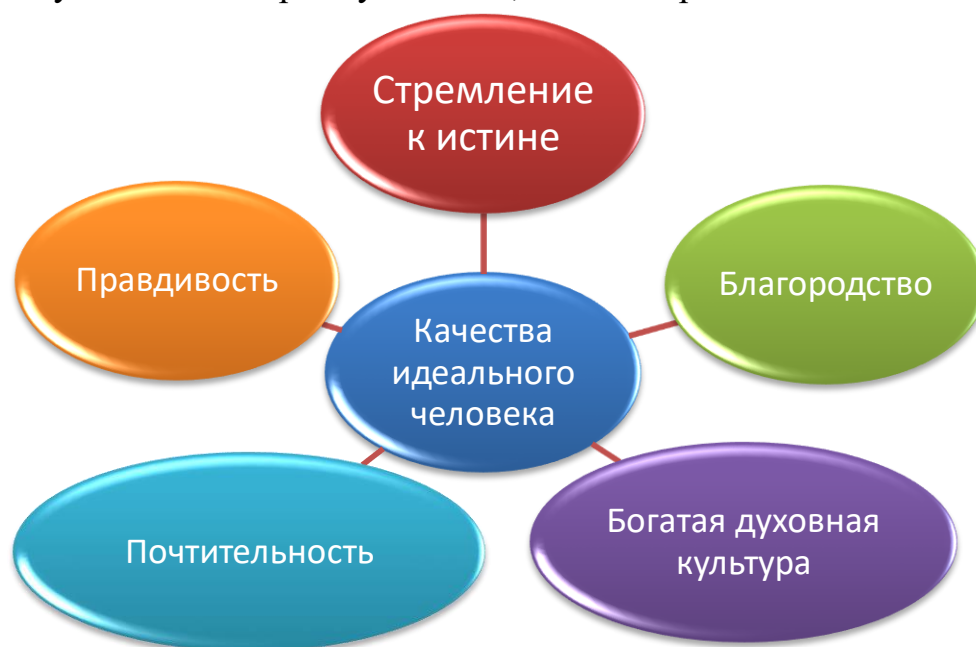 Стремление
к истине
Правдивость
Благородство
Качества
идеального
человека
Почтительность
Богатая духовная
культура